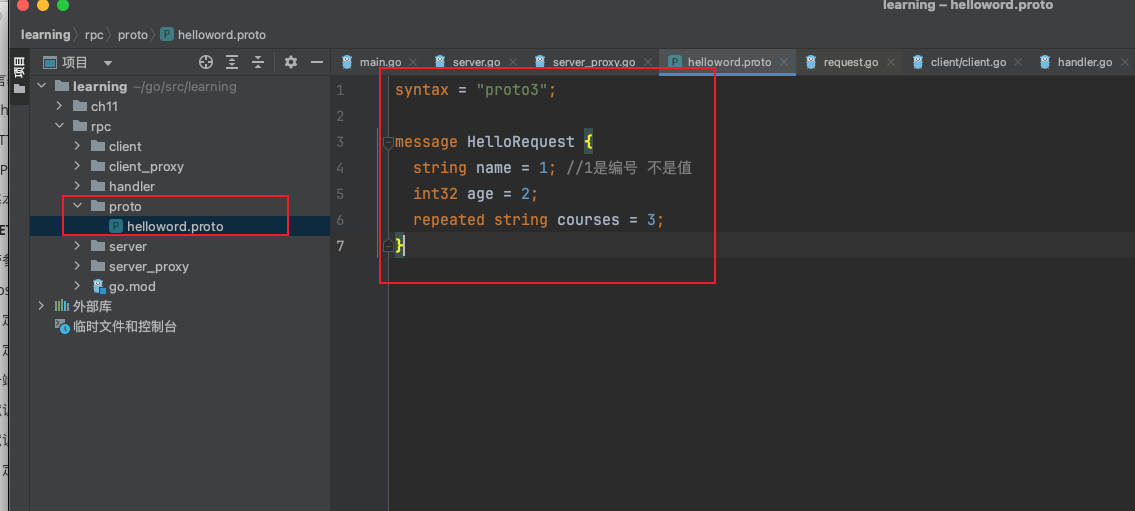 learning – helloword.proto
learning rpc proto helloword.proto
项目
项目
main.go server.go server_proxy.go helloword.proto request.go client/client.go handler.go
learning ~/go/src/learning
ch11
rpc
client
client_proxy
handler
proto
helloword.proto
server
server_proxy
go.mod
外部库
临时文件和控制台
1 syntax = "proto3";
2
3 message HelloRequest {
4 string name = 1; //1是编号 不是值
5 int32 age = 2;
6 repeated string courses = 3;
7 }